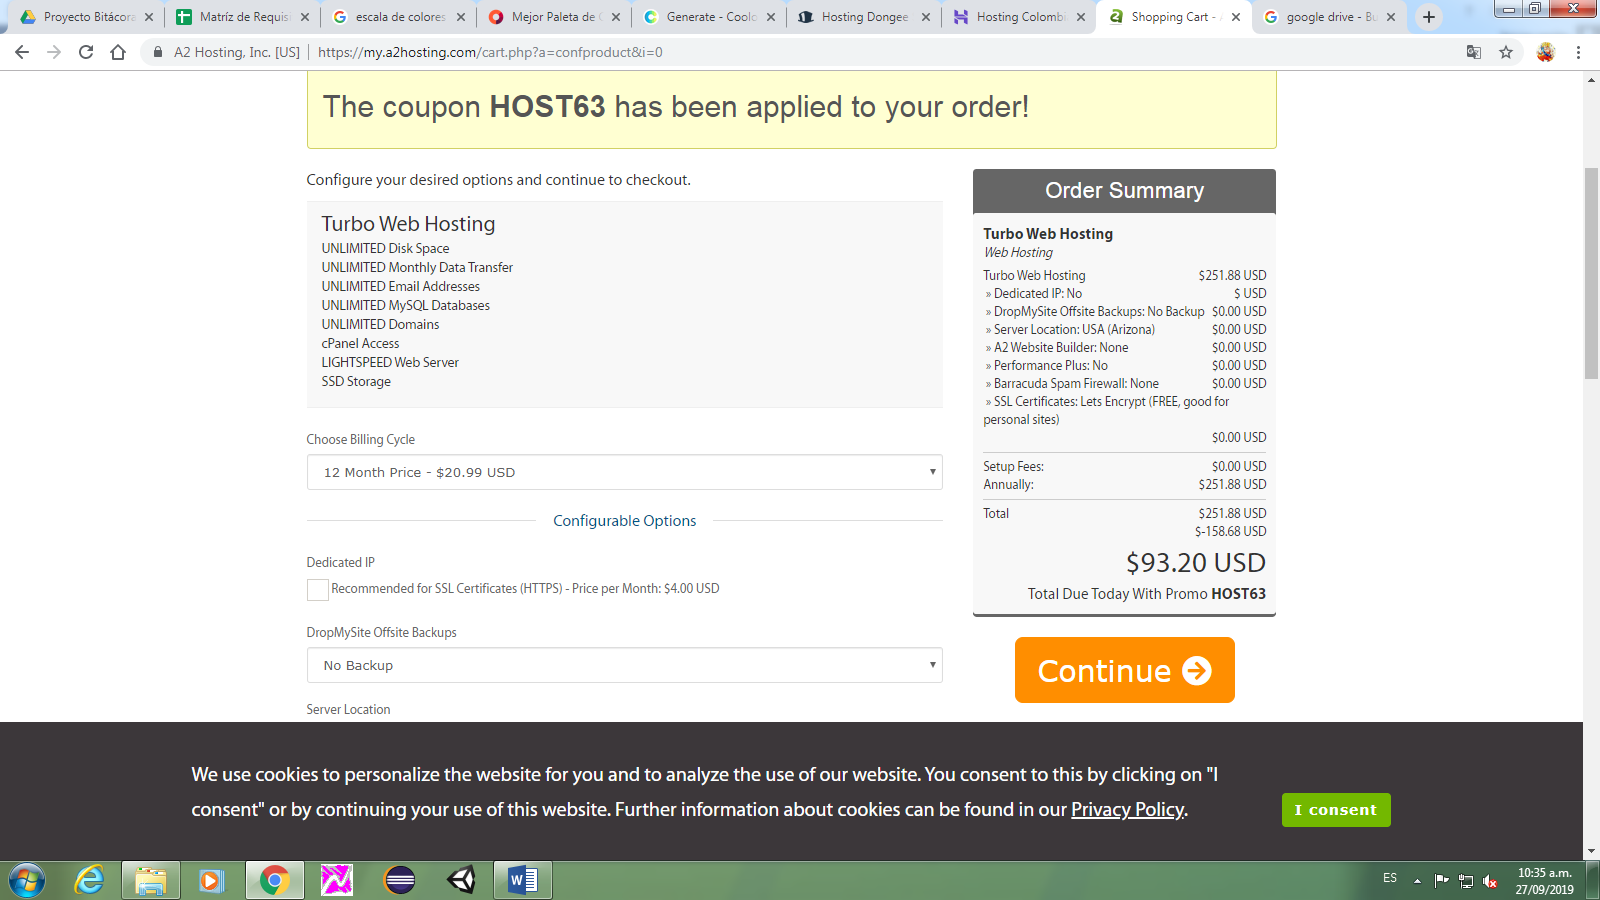 Proyecto Bitácora
Matríz de Requisi
escala de colores
Mejor Paleta de C
Generate - Coolo
Hosting Dongee
Hosting Colombi
Shopping Cart - A
google drive - Bu
A2 Hosting, Inc. [US]
https://my.a2hosting.com/cart.php?a=confproduct&i=0
The coupon HOST63 has been applied to your order!
Configure your desired options and continue to checkout.
Turbo Web Hosting
UNLIMITED Disk Space
UNLIMITED Monthly Data Transfer
UNLIMITED Email Addresses
UNLIMITED MySQL Databases
UNLIMITED Domains
cPanel Access
LIGHTSPEED Web Server
SSD Storage
Choose Billing Cycle
12 Month Price - $20.99 USD
Configurable Options
Dedicated IP
Recommended for SSL Certificates (HTTPS) - Price per Month: $4.00 USD
DropMySite Offsite Backups
No Backup
Server Location
Order Summary
Turbo Web Hosting
Web Hosting
Turbo Web Hosting $251.88 USD
» Dedicated IP: No $ USD
» DropMySite Offsite Backups: No Backup $0.00 USD
» Server Location: USA (Arizona) $0.00 USD
» A2 Website Builder: None $0.00 USD
» Performance Plus: No $0.00 USD
» Barracuda Spam Firewall: None $0.00 USD
» SSL Certificates: Lets Encrypt (FREE, good for
personal sites)
$0.00 USD
Setup Fees: $0.00 USD
Annually: $251.88 USD
Total $251.88 USD
$-158.68 USD
$93.20 USD
Total Due Today With Promo HOST63
Continue
We use cookies to personalize the website for you and to analyze the use of our website. You consent to this by clicking on "I
consent" or by continuing your use of this website. Further information about cookies can be found in our Privacy Policy.
I consent
ES
10:35 a.m.
27/09/2019